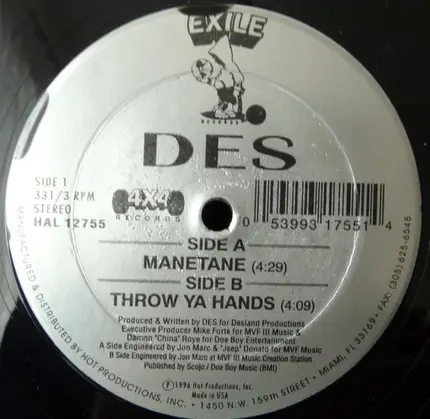 EXILE
RECORDS
DES
SIDE 1
33 1/3 RPM
STEREO
HAL 12755
4X4
RECORDS
0 53993 17551 4
SIDE A
MANETANE (4:29)
SIDE B
THROW YA HANDS (4:09)
Produced & Written by DES for Desland Productions
Executive Producer Mike Forte for MVF III Music &
Damnn "China" Roye for Doe Boy Entertainment
A Side Engineered by Jon Marc & "Jeep" Donato for MVF Music
B Side Engineered by Jon Marc at MVF III Music Creation Station
Published by Scojo / Doe Boy Music (BMI)
©1996 Hot Productions, Inc.
Made in USA
MANUFACTURED & DISTRIBUTED BY HOT PRODUCTIONS, INC. • 1450 N.W. 159th STREET • MIAMI, FL 33169 • FAX: (305) 625-6545